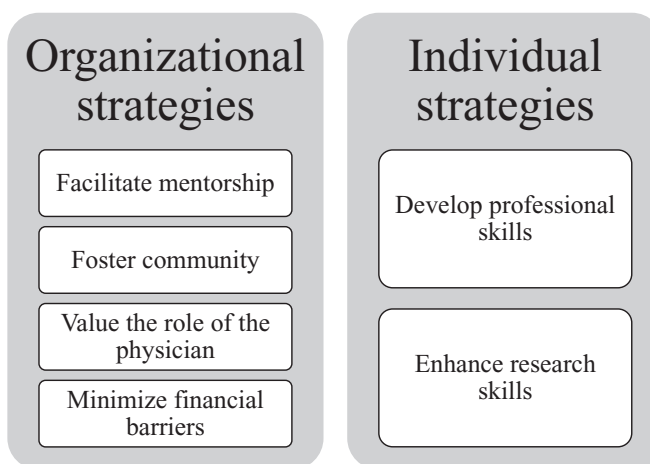 Organizational
strategies
Facilitate mentorship
Foster community
Value the role of the
physician
Minimize financial
barriers
Individual
strategies
Develop professional
skills
Enhance research
skills